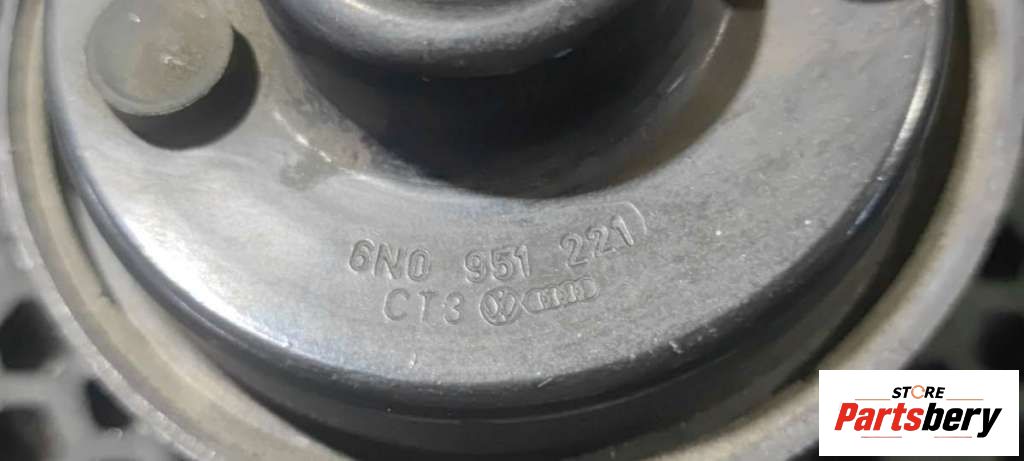 6N0 951 221
CT3
STORE
Partsbery